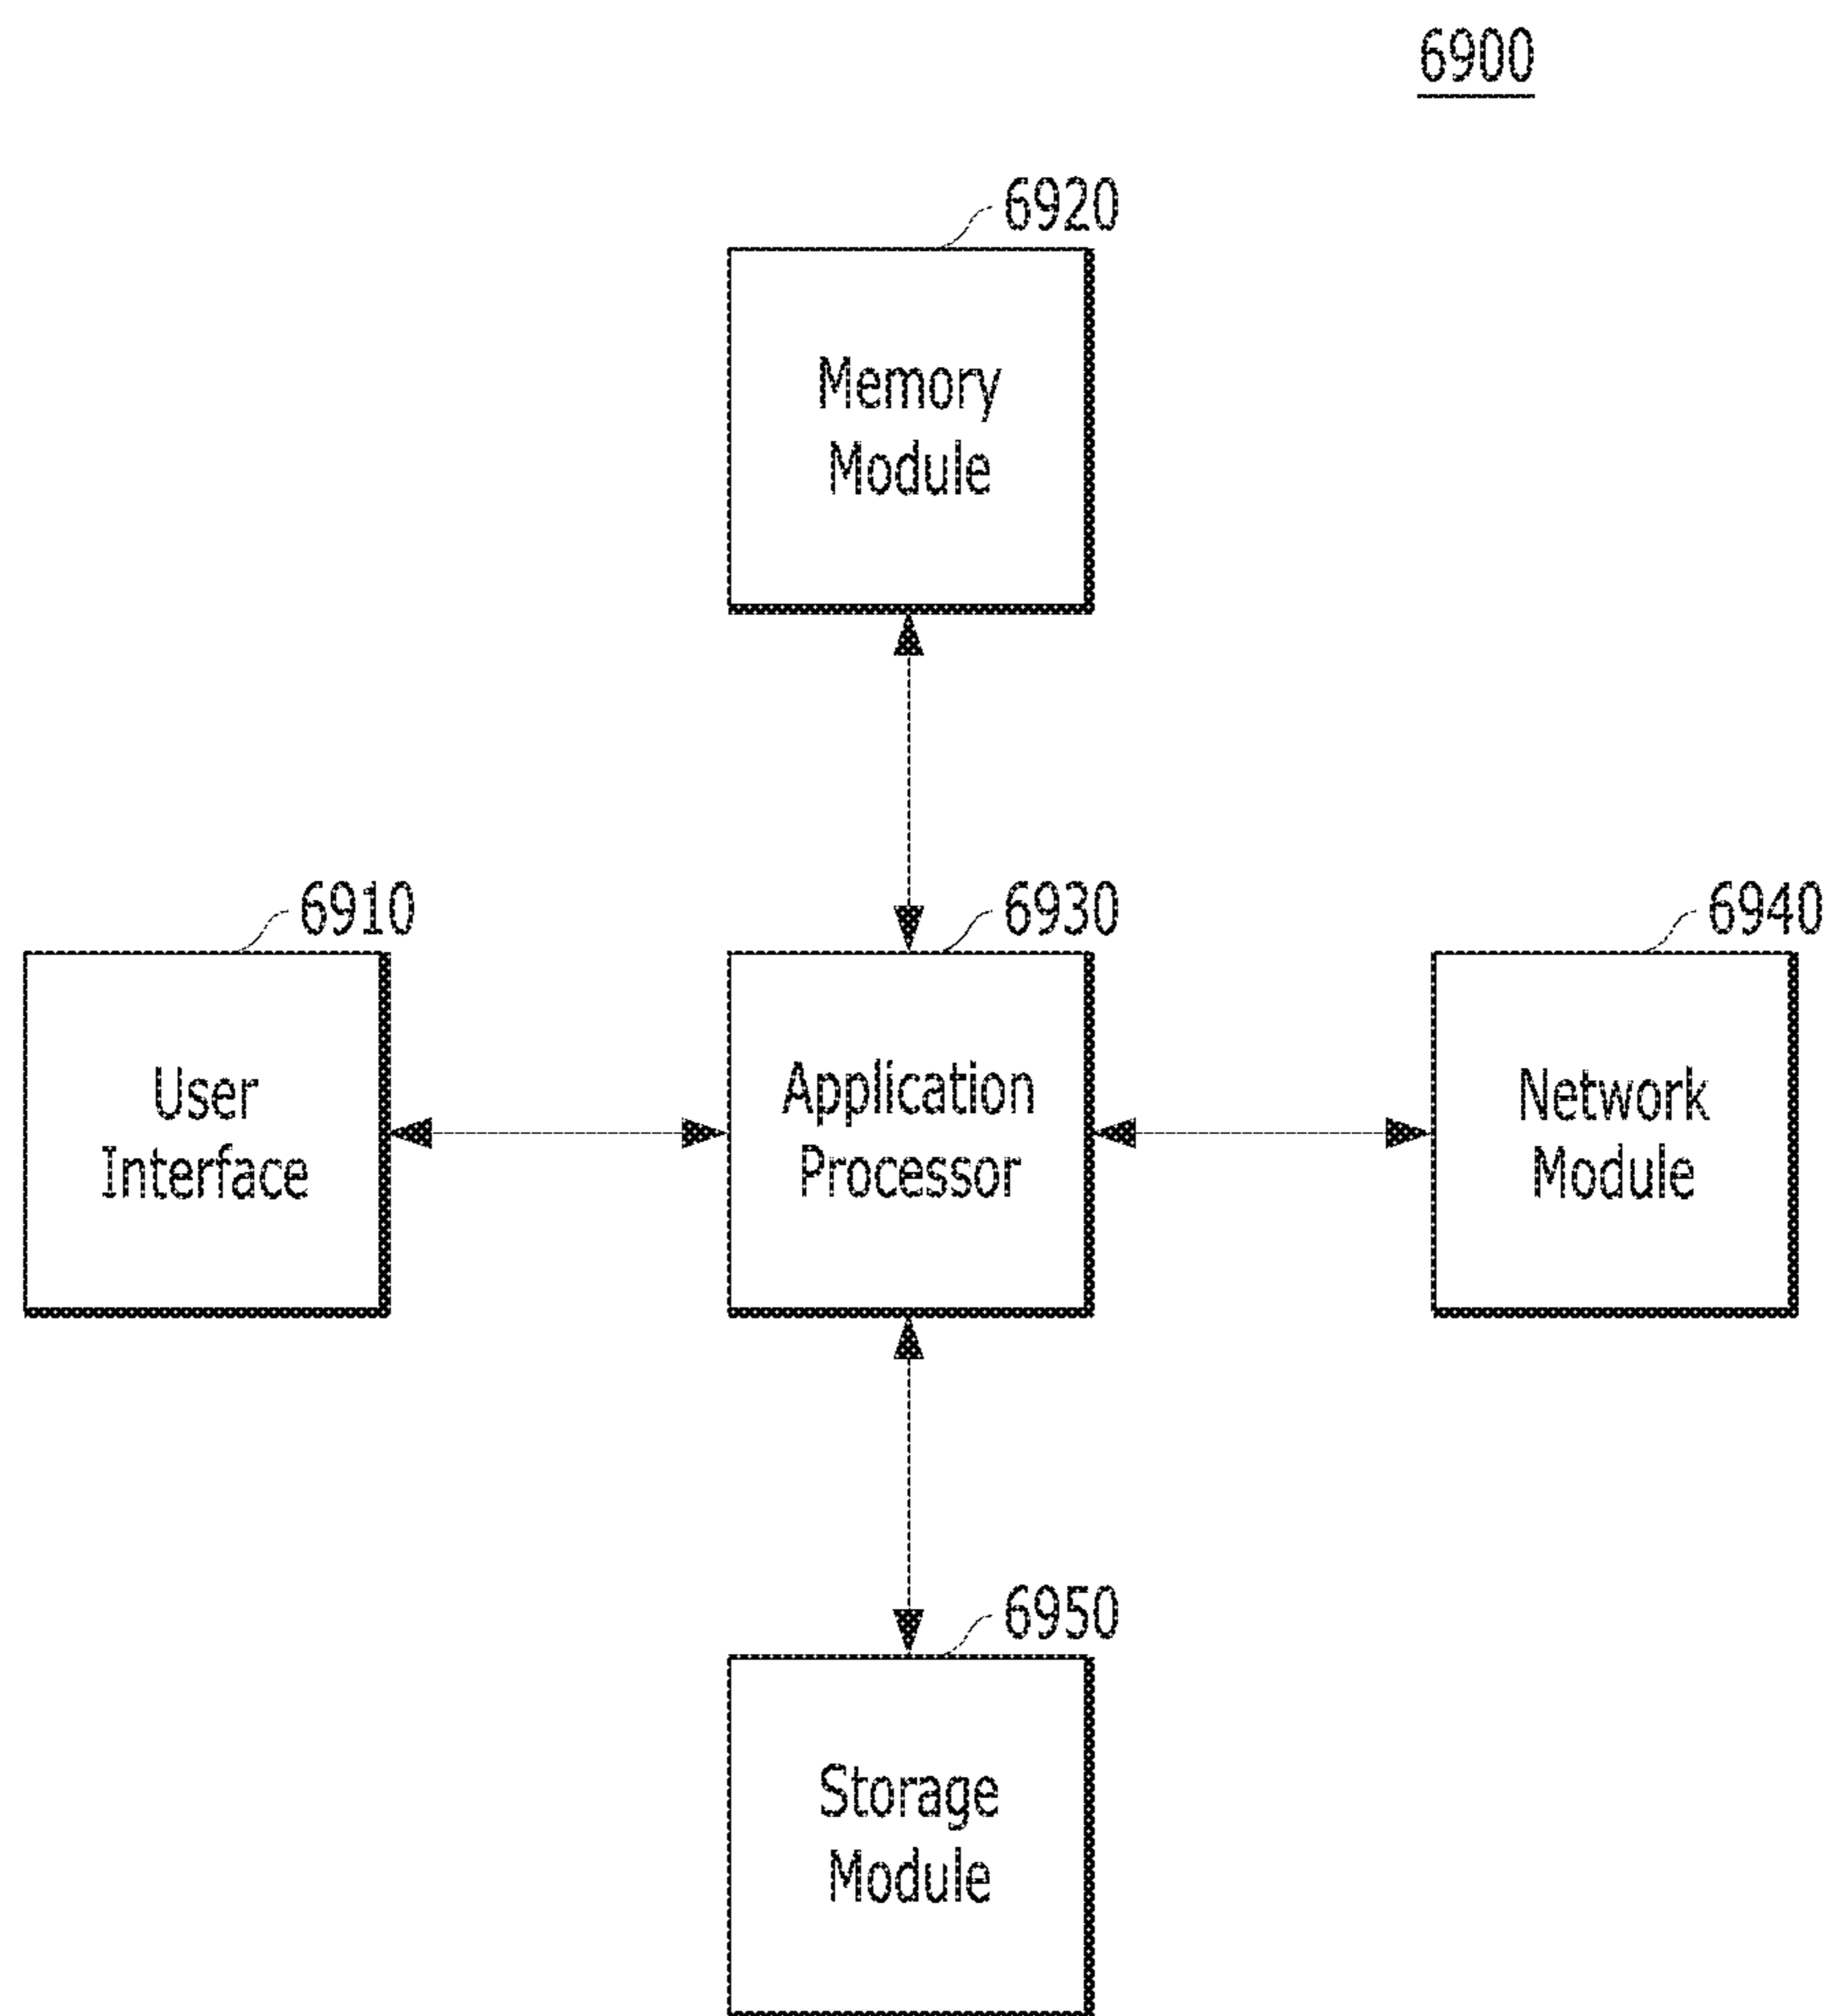 6900
6920
Memory
Module
6910
6930
6940
User
Interface
Application
Processor
Network
Module
6950
Storage
Module